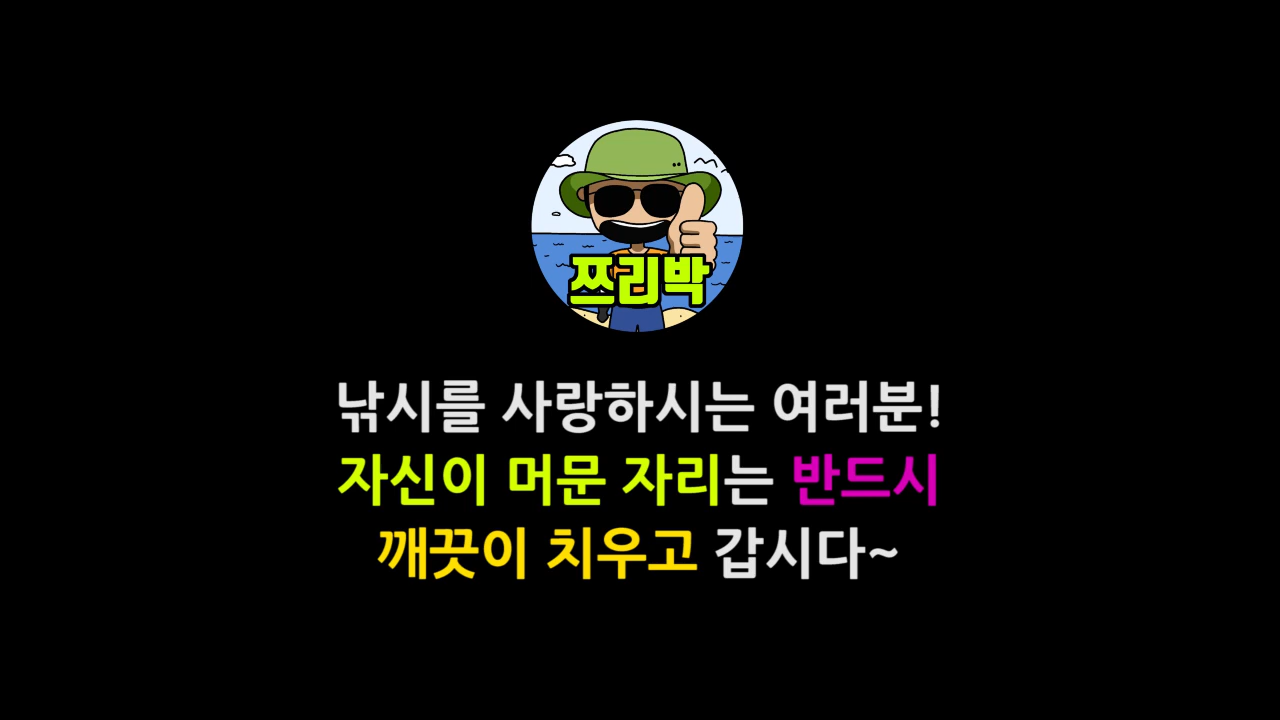 쯔리박
낚시를 사랑하시는 여러분!
자신이 머문 자리는 반드시
깨끗이 치우고 갑시다~